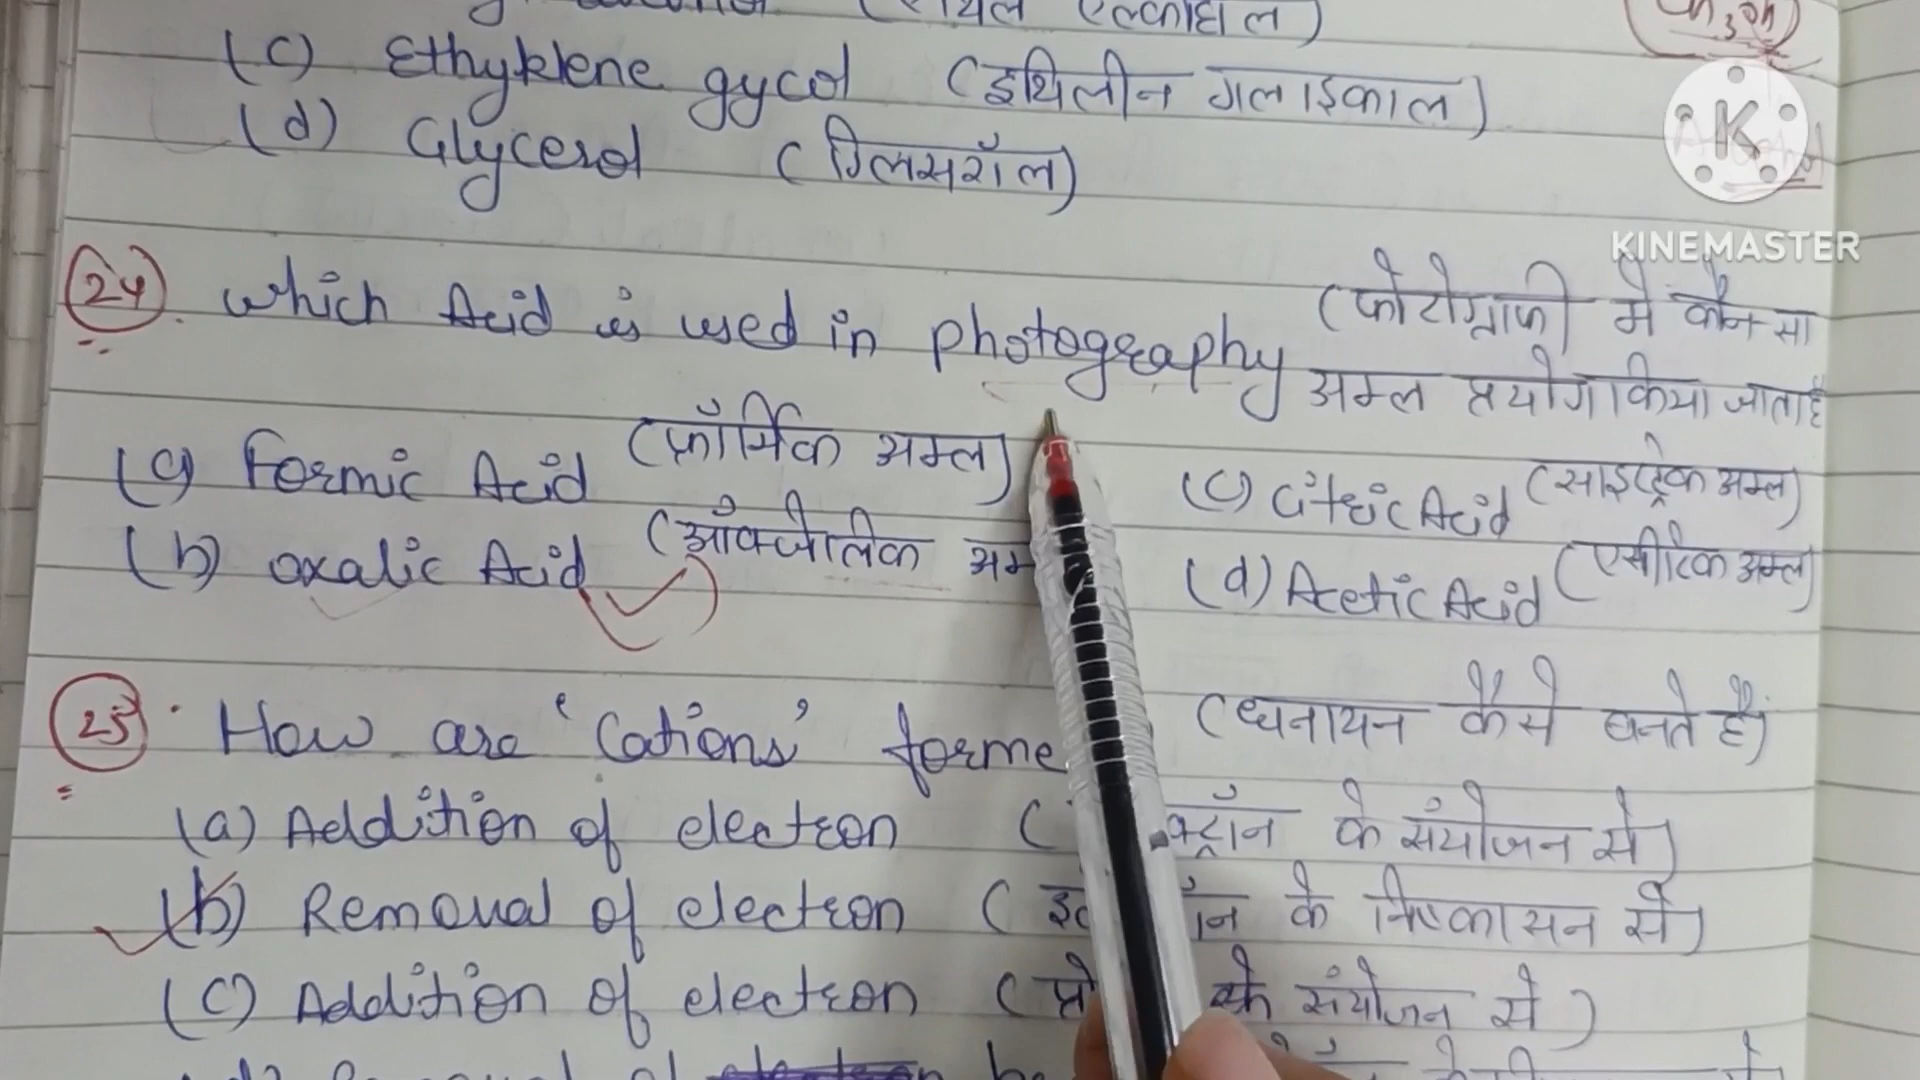 (c) Ethyklene gycol (इथिलीन गलाइकाल)
(d) Glycerol (ग्लिसरॉल)
KINEMASTER
24. which Acid is used in photography (फोटोग्राफी में कौन सा
अम्ल प्रयोग किया जाता है
(a) Formic Acid (फ़ॉर्मिक अम्ल) (c) Citric Acid (साइट्रिक अम्ल)
(b) oxalic Acid (ऑक्जेलिक अम (d) Acetic Acid (एसीटिक अम्ल)
25. How are 'Cations' forme (धनायन कैसे बनते हैं)
(a) Addition of electron ( क्ट्रॉन के संयोजन से)
(b) Removal of electron (इ के निष्कासन से)
(c) Addition of electron (प्रो के संयोजन से)